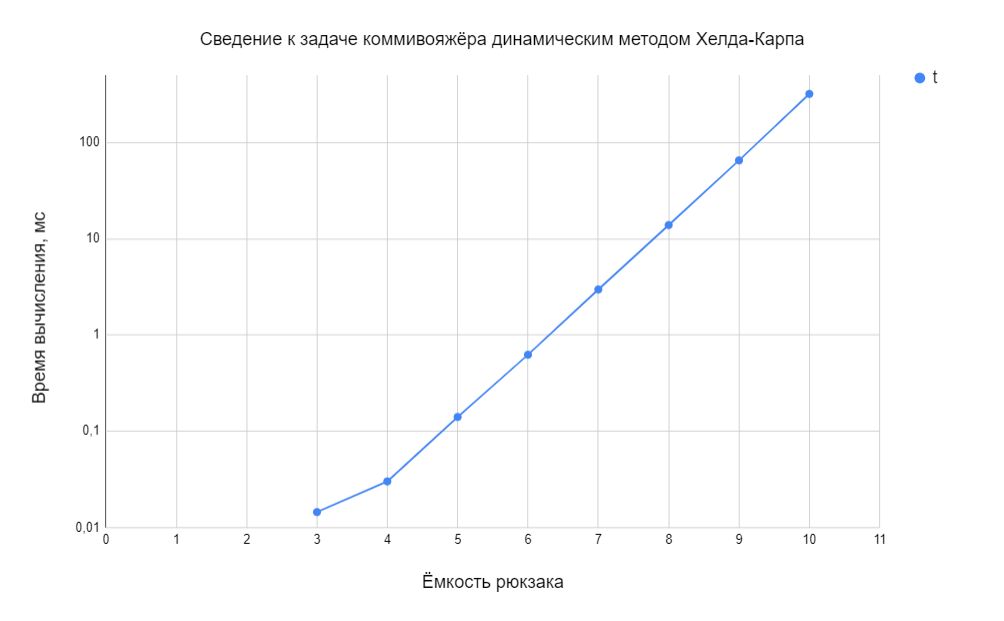 Сведение к задаче коммивояжёра динамическим методом Хелда-Карпа
t
Время вычисления, мс
100
10
1
0,1
0,01
0 1 2 3 4 5 6 7 8 9 10 11
Ёмкость рюкзака